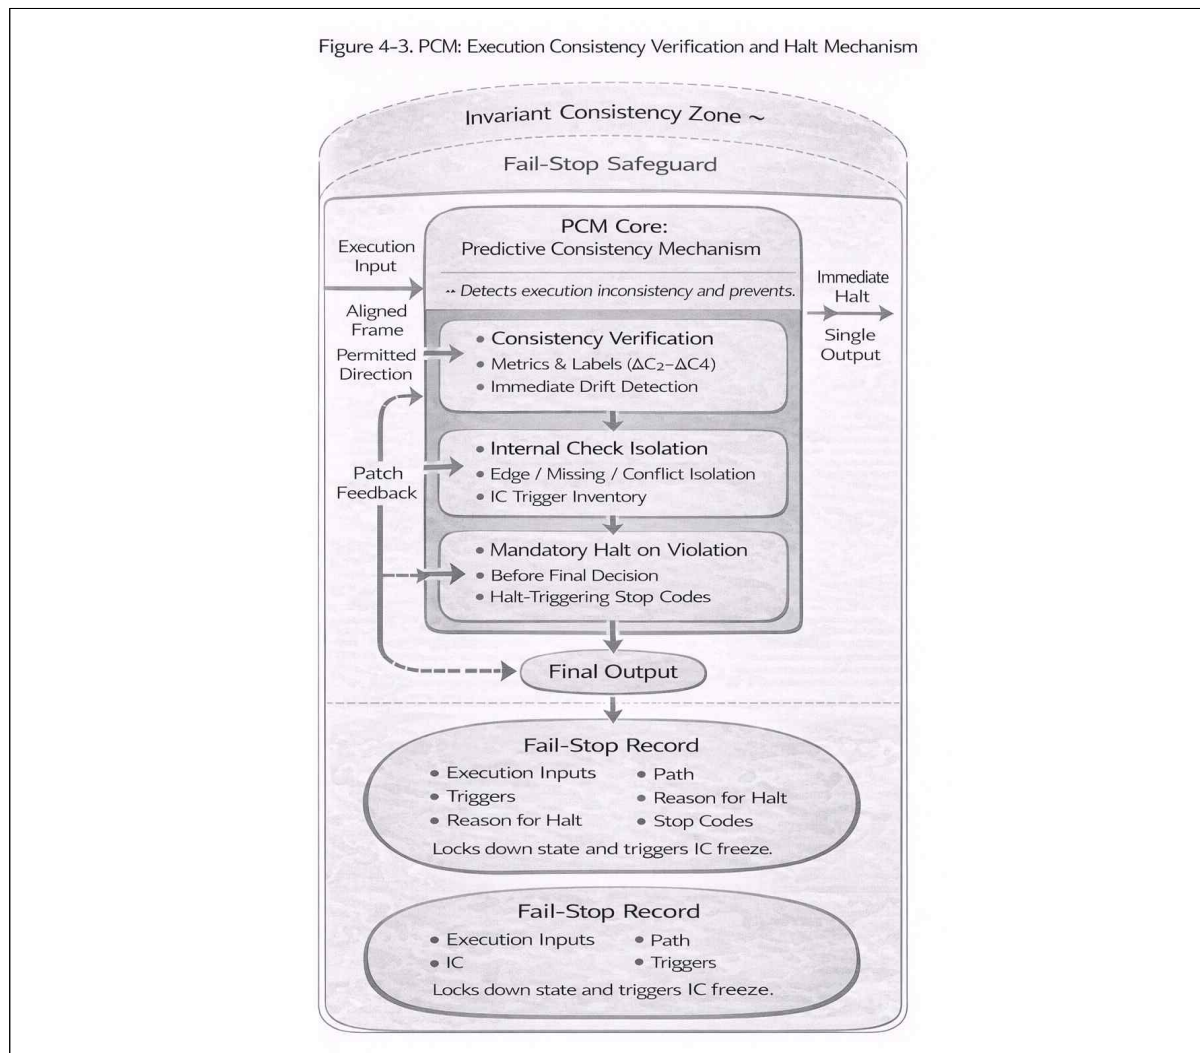 Figure 4-3. PCM: Execution Consistency Verification and Halt Mechanism
Invariant Consistency Zone ~
Fail-Stop Safeguard
PCM Core:
Predictive Consistency Mechanism
Detects execution inconsistency and prevents.
Execution
Input
Aligned
Frame
Permitted
Direction
Patch
Feedback
Immediate
Halt
Single
Output
• Consistency Verification
• Metrics & Labels (ΔC₂–ΔC4)
• Immediate Drift Detection
• Internal Check Isolation
• Edge / Missing / Conflict Isolation
• IC Trigger Inventory
• Mandatory Halt on Violation
• Before Final Decision
• Halt-Triggering Stop Codes
Final Output
Fail-Stop Record
• Execution Inputs
• Triggers
• Reason for Halt
• Path
• Reason for Halt
• Stop Codes
Locks down state and triggers IC freeze.
Fail-Stop Record
• Execution Inputs
• IC
• Path
• Triggers
Locks down state and triggers IC freeze.